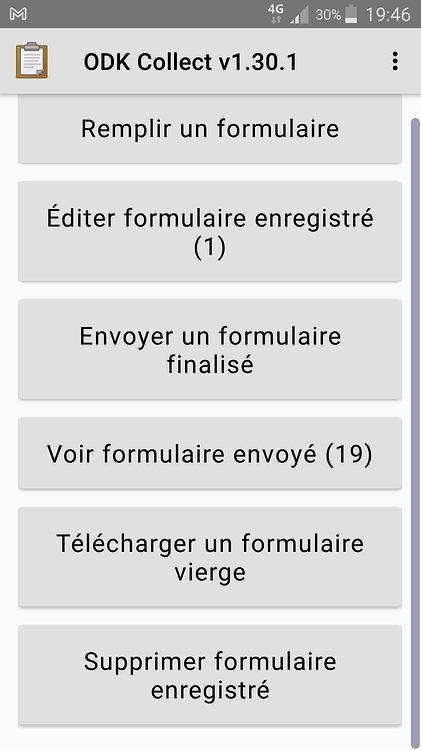 4G 30% 19:46
ODK Collect v1.30.1
Remplir un formulaire
Éditer formulaire enregistré
(1)
Envoyer un formulaire
finalisé
Voir formulaire envoyé (19)
Télécharger un formulaire
vierge
Supprimer formulaire
enregistré